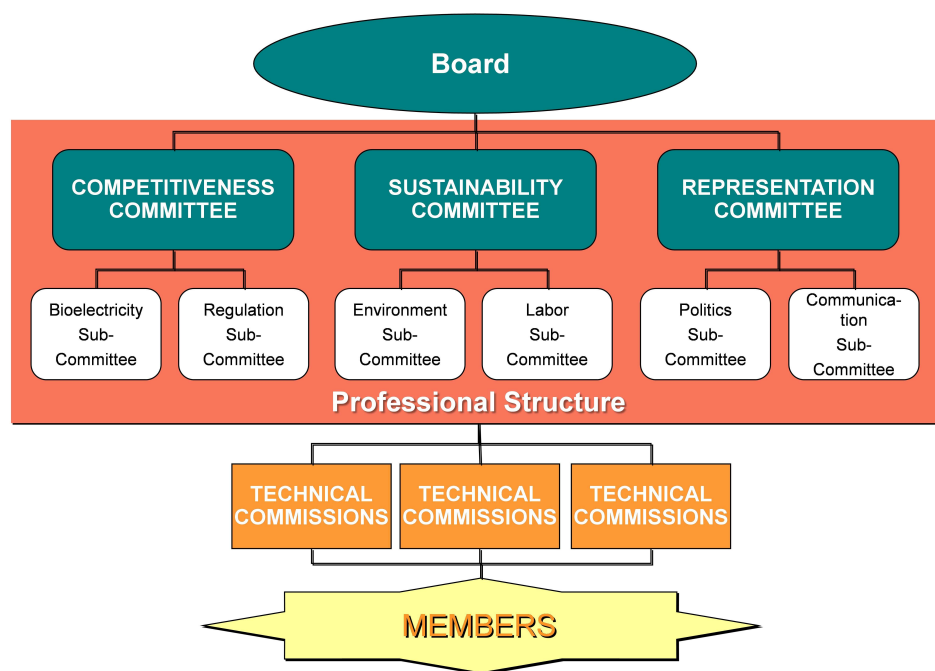 Board
COMPETITIVENESS
COMMITTEE
SUSTAINABILITY
COMMITTEE
REPRESENTATION
COMMITTEE
Bioelectricity
Sub-
Committee
Regulation
Sub-
Committee
Environment
Sub-
Committee
Labor
Sub-
Committee
Politics
Sub-
Committee
Communica-
tion
Sub-
Committee
Professional Structure
TECHNICAL
COMMISSIONS
TECHNICAL
COMMISSIONS
TECHNICAL
COMMISSIONS
MEMBERS